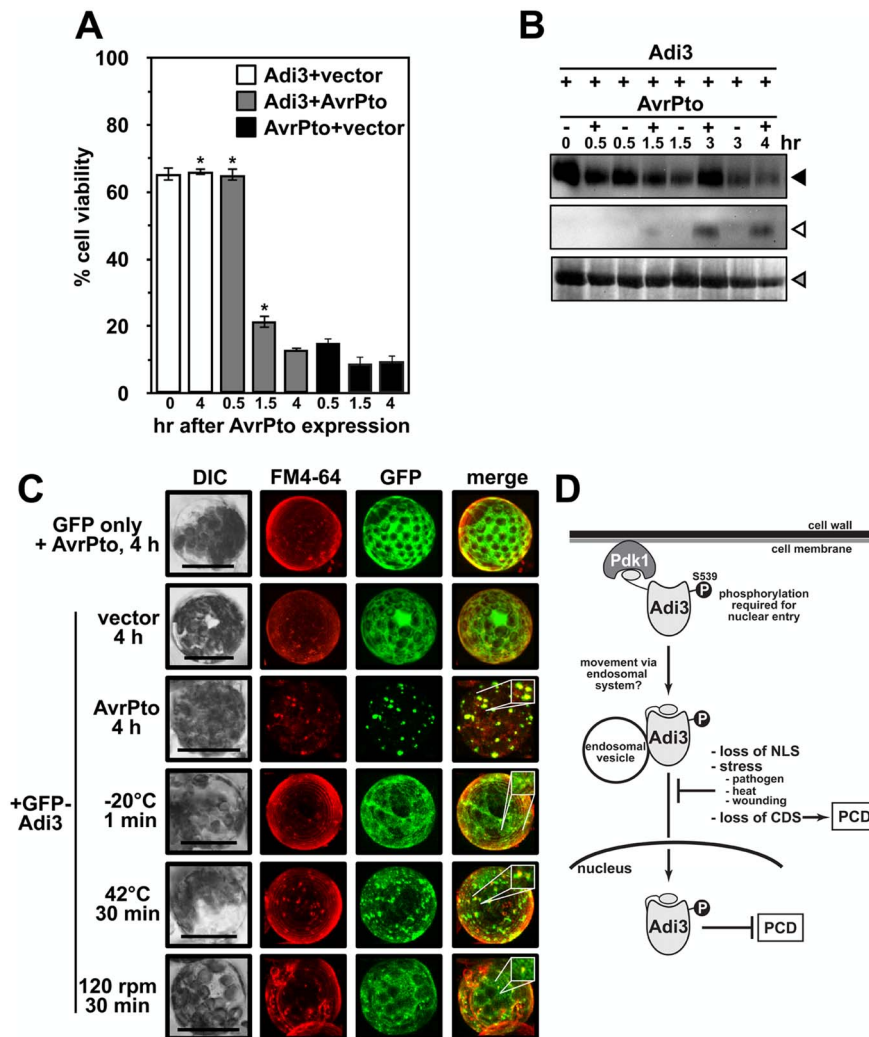 A
100
80
60
40
20
0
% cell viability
Adi3+vector
Adi3+AvrPto
AvrPto+vector
* * *
0 4 0.5 1.5 4 0.5 1.5 4
hr after AvrPto expression
B
Adi3
+ + + + + + + +
AvrPto
- + - + - + - +
0 0.5 0.5 1.5 1.5 3 3 4 hr
C
DIC FM4-64 GFP merge
GFP only
+ AvrPto, 4 h
vector
4 h
AvrPto
4 h
+GFP-
Adi3
-20°C
1 min
42°C
30 min
120 rpm
30 min
D
cell wall
cell membrane
Pdk1
S539
P
Adi3
phosphorylation
required for
nuclear entry
movement via
endosomal
system?
endosomal
vesicle
Adi3
P
- loss of NLS
- stress
- pathogen
- heat
- wounding
- loss of CDS
PCD
nucleus
Adi3
P
PCD